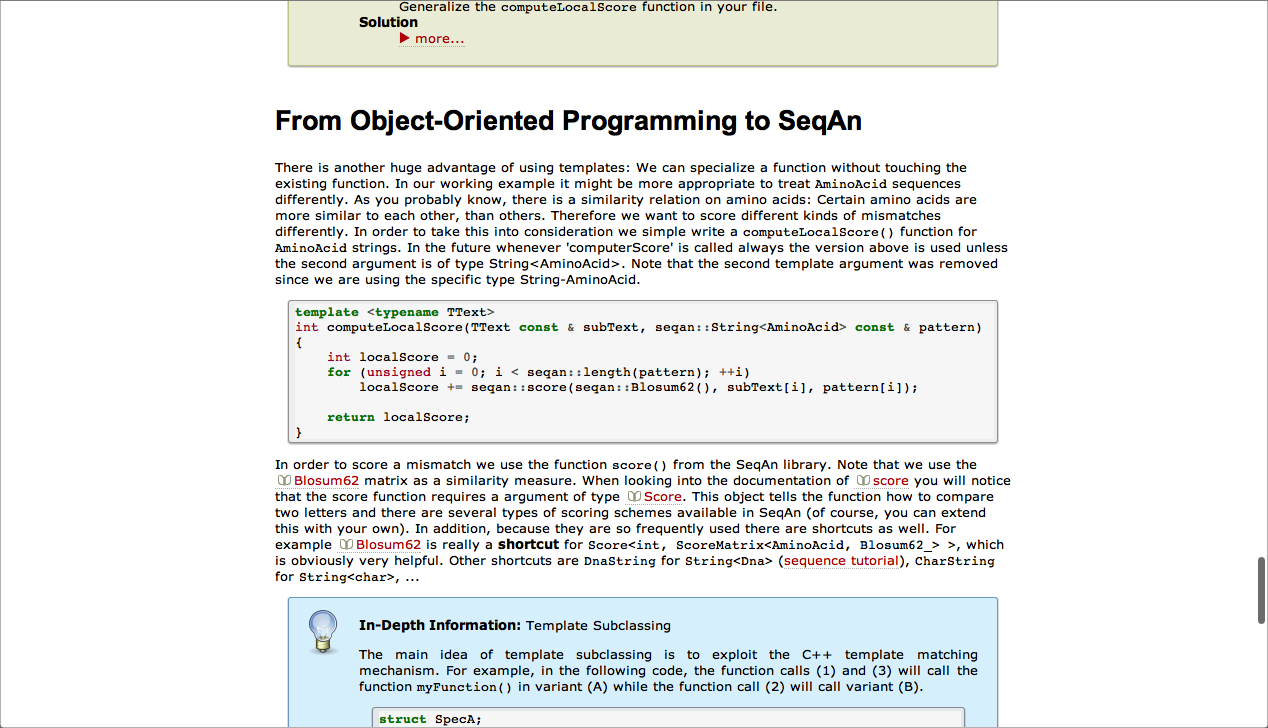 Generalize the computeLocalScore function in your file.
Solution
▶ more...
From Object-Oriented Programming to SeqAn
There is another huge advantage of using templates: We can specialize a function without touching the
existing function. In our working example it might be more appropriate to treat AminoAcid sequences
differently. As you probably know, there is a similarity relation on amino acids: Certain amino acids are
more similar to each other, than others. Therefore we want to score different kinds of mismatches
differently. In order to take this into consideration we simple write a computeLocalScore() function for
AminoAcid strings. In the future whenever 'computerScore' is called always the version above is used unless
the second argument is of type String<AminoAcid>. Note that the second template argument was removed
since we are using the specific type String-AminoAcid.
template <typename TText>
int computeLocalScore(TText const & subText, seqan::String<AminoAcid> const & pattern)
{
    int localScore = 0;
    for (unsigned i = 0; i < seqan::length(pattern); ++i)
        localScore += seqan::score(seqan::Blosum62(), subText[i], pattern[i]);
    return localScore;
}
In order to score a mismatch we use the function score() from the SeqAn library. Note that we use the
Blosum62 matrix as a similarity measure. When looking into the documentation of score you will notice
that the score function requires a argument of type Score. This object tells the function how to compare
two letters and there are several types of scoring schemes available in SeqAn (of course, you can extend
this with your own). In addition, because they are so frequently used there are shortcuts as well. For
example Blosum62 is really a shortcut for Score<int, ScoreMatrix<AminoAcid, Blosum62_> >, which
is obviously very helpful. Other shortcuts are DnaString for String<Dna> (sequence tutorial), CharString
for String<char>, ...
In-Depth Information: Template Subclassing
The main idea of template subclassing is to exploit the C++ template matching
mechanism. For example, in the following code, the function calls (1) and (3) will call the
function myFunction() in variant (A) while the function call (2) will call variant (B).
struct SpecA;